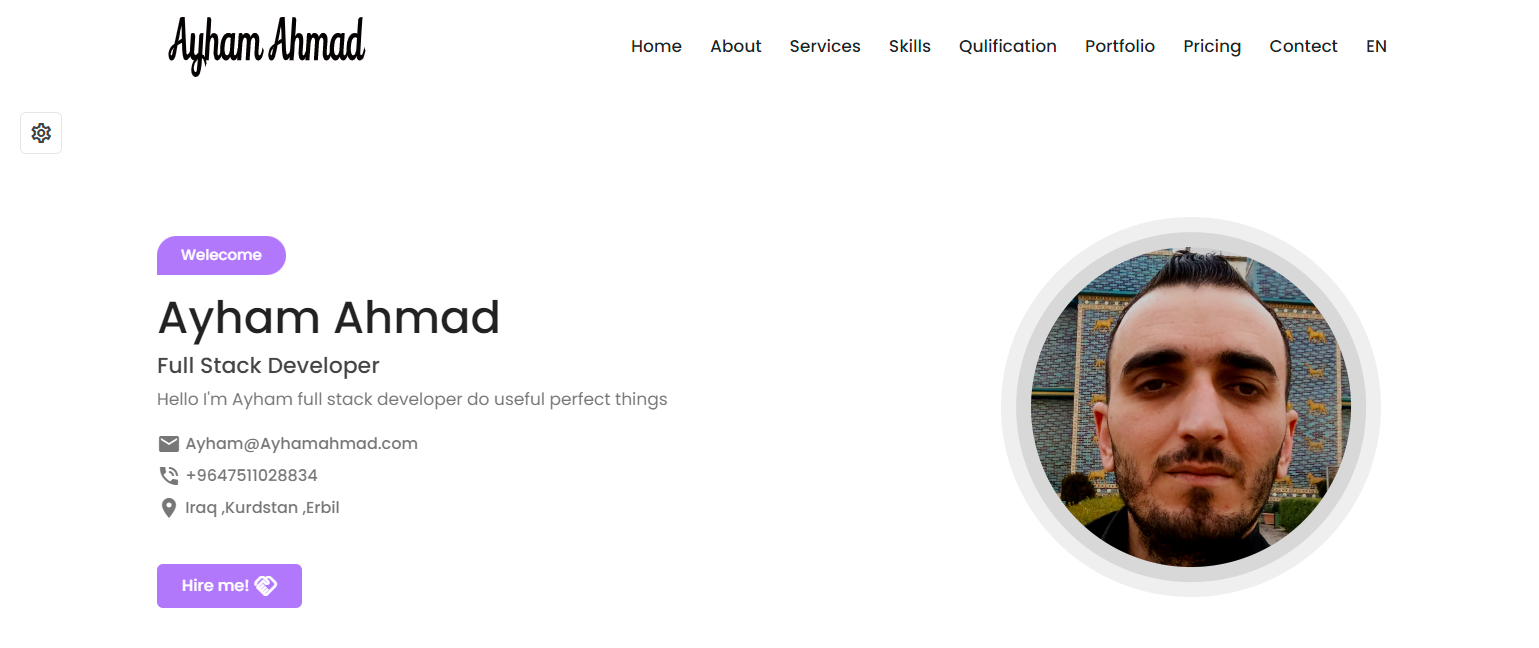 Ayham Ahmad
Home About Services Skills Qulification Portfolio Pricing Contect EN
Welecome
Ayham Ahmad
Full Stack Developer
Hello I'm Ayham full stack developer do useful perfect things
Ayham@Ayhamahmad.com
+9647511028834
Iraq ,Kurdstan ,Erbil
Hire me!